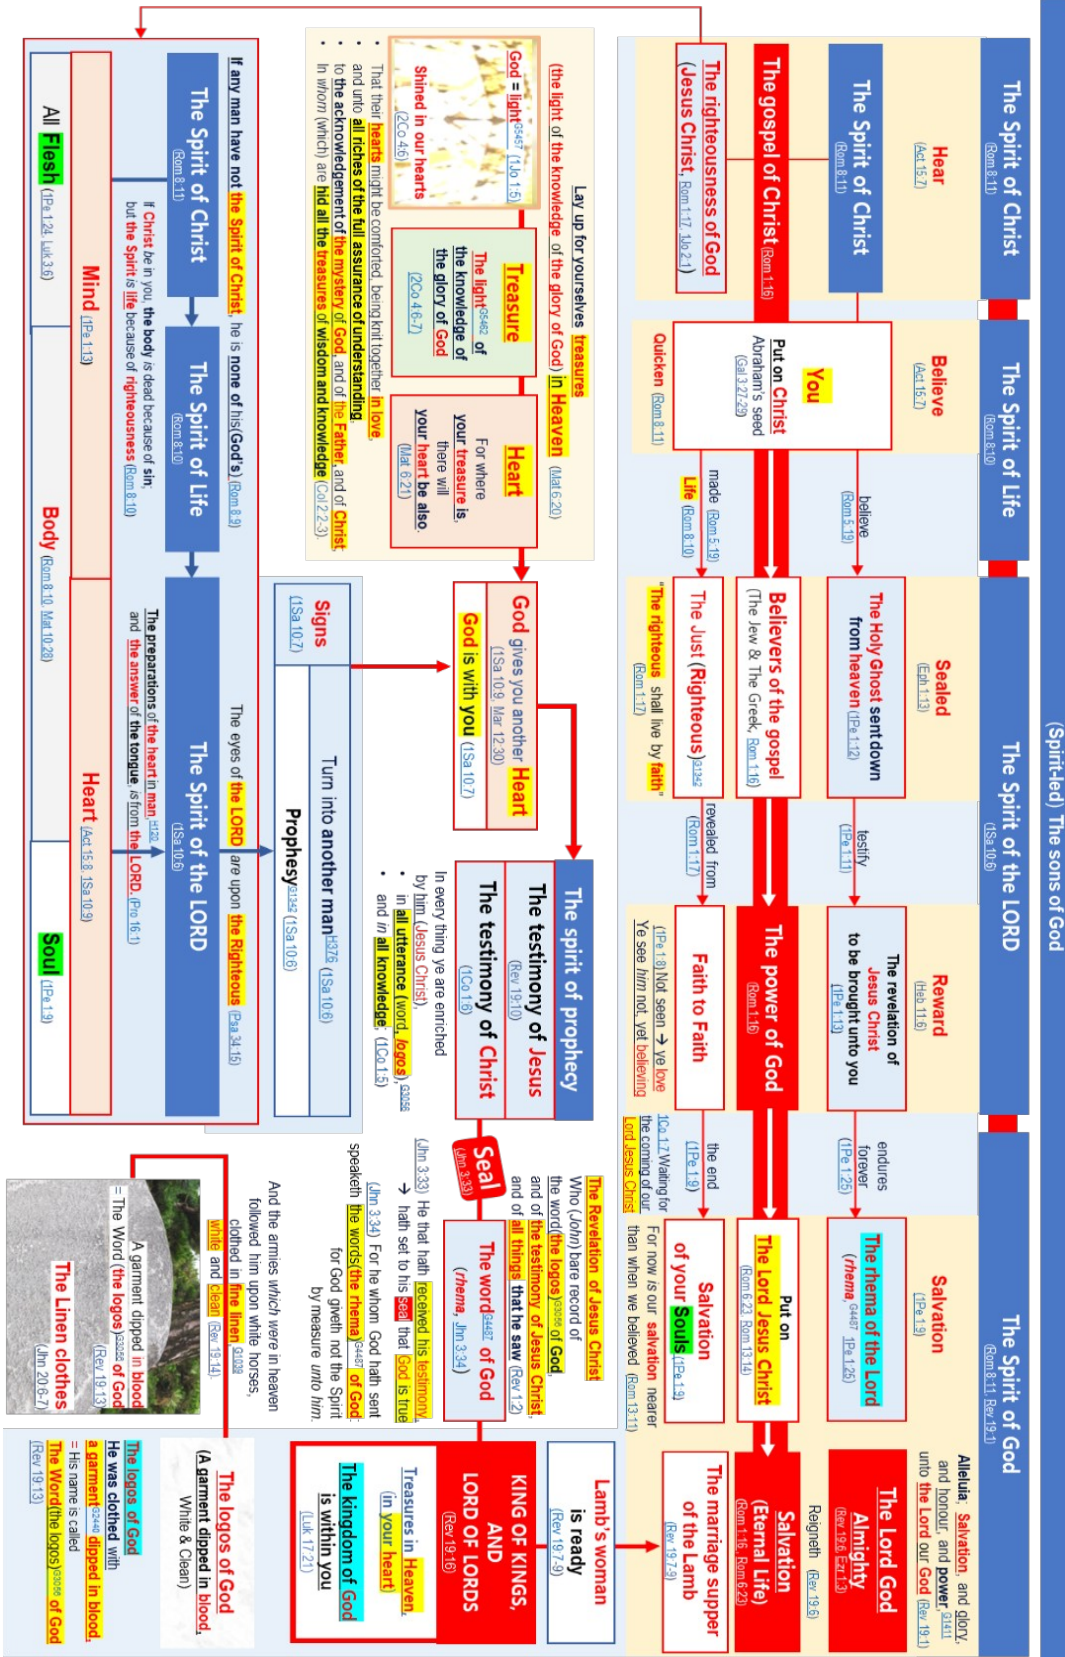 (Spirit-led) The sons of God
The Spirit of Christ
(Rom 8:11)
The Spirit of Life
(Rom 8:10)
The Spirit of the LORD
(1Sa 10:6)
The Spirit of God
(Rom 8:11, Rev 19:1)
Hear
(Act 15:7)
Believe
(Act 15:7)
Sealed
(Eph 1:13)
Reward
(Heb 11:6)
Salvation
(1Pe 1:9)
Alleluia; Salvation, and glory,
and honour, and power, G1411
unto the Lord our God (Rev 19:1)
The Spirit of Christ
(Rom 8:11)
believe
(Rom 5:19)
The Holy Ghost sent down
from heaven (1Pe 1:12)
testify
(1Pe 1:11)
The revelation of
Jesus Christ
to be brought unto you
(1Pe 1:13)
endures
forever
(1Pe 1:25)
The rhema of the Lord
(rhema, G4487 1Pe 1:25)
The Lord God
Almighty
(Rev 19:6, Ezr 1:3)
Reigneth (Rev 19:6)
The gospel of Christ (Rom 1:16)
You
Put on Christ
Abraham's seed
(Gal 3:27-29)
Believers of the gospel
(The Jew & The Greek, Rom 1:16)
The power of God
(Rom 1:16)
Put on
The Lord Jesus Christ
(Rom 6:23, Rom 13:14)
Salvation
(Eternal Life)
(Rom 1:16, Rom 6:23)
The righteousness of God
(Jesus Christ, Rom 1:17, 1Jo 2:1)
Quicken (Rom 8:11)
made (Rom 5:19)
Life (Rom 8:10)
The Just (Righteous)G1342
"The righteous shall live by faith"
(Rom 1:17)
revealed from
(Rom 1:17)
Faith to Faith
(1Pe 1:8) Not seen → ye love
Ye see him not, yet believing
the end
(1Pe 1:9)
1Co 1:7 Waiting for
the coming of our
Lord Jesus Christ
Salvation
of your Souls (1Pe 1:9)
For now is our salvation nearer
than when we believed (Rom 13:11)
The marriage supper
of the Lamb
(Rev 19:7-9)
Lamb's woman
is ready
(Rev 19:7-9)
Lay up for yourselves treasures
(the light of the knowledge of the glory of God) in Heaven (Mat 6:20)
God = lightG5457 (1Jo 1:5)
Shined in our hearts
(2Co 4:6)
Treasure
The lightG5462 of
the knowledge of
the glory of God
(2Co 4:6-7)
Heart
For where
your treasure is,
there will
your heart be also.
(Mat 6:21)
• That their hearts might be comforted, being knit together in love,
and unto all riches of the full assurance of understanding,
to the acknowledgement of the mystery of God, and of the Father, and of Christ;
• In whom (which) are hid all the treasures of wisdom and knowledge (Col 2:2-3).
God gives you another Heart
(1Sa 10:9, Mar 12:30)
God is with you (1Sa 10:7)
The spirit of prophecy
The testimony of Jesus
(Rev 19:10)
The testimony of Christ
(1Co 1:6)
In every thing ye are enriched
by him (Jesus Christ),
• in all utterance (word, logos), G3056
• and in all knowledge; (1Co 1:5)
Seal
(Jhn 3:33)
The Revelation of Jesus Christ
Who (John) bare record of
the word(the logos)G3056 of God,
and of the testimony of Jesus Christ,
and of all things that he saw (Rev 1:2)
The wordG4487 of God
(rhema, Jhn 3:34)
(Jhn 3:33) He that hath received his testimony
→ hath set to his seal that God is true
(Jhn 3:34) For he whom God hath sent
speaketh the words(the rhema)G4487 of God:
for God giveth not the Spirit
by measure unto him.
KING OF KINGS,
AND
LORD OF LORDS
(Rev 19:16)
Treasures in Heaven,
(in your heart)
The kingdom of God
is within you
(Luk 17:21)
Signs
(1Sa 10:7)
Turn into another manH376 (1Sa 10:6)
ProphesyG1342 (1Sa 10:6)
If any man have not the Spirit of Christ, he is none of his(God's) (Rom 8:9)
The eyes of the LORD are upon the Righteous (Psa 34:15)
The Spirit of Christ
(Rom 8:11)
The Spirit of Life
(Rom 8:10)
The Spirit of the LORD
(1Sa 10:6)
If Christ be in you, the body is dead because of sin;
but the Spirit is life because of righteousness (Rom 8:10)
The preparations of the heart in man, H120
and the answer of the tongue, is from the LORD. (Pro 16:1)
Mind (1Pe 1:13)
Heart (Act 15:8, 1Sa 10:9)
All Flesh (1Pe 1:24, Luk 3:6)
Body (Rom 8:10, Mat 10:28)
Soul (1Pe 1:9)
And the armies which were in heaven
followed him upon white horses,
clothed in fine linen, G1039
white and clean (Rev 19:14).
A garment dipped in blood
= The Word (the logos)G3056 of God
(Rev 19:13)
The Linen clothes
(Jhn 20:6-7)
The logos of God
(A garment dipped in blood,
White & Clean)
The logos of God
He was clothed with
a garmentG2440 dipped in blood,
= His name is called
The Word(the logos)G3056 of God
(Rev 19:13)